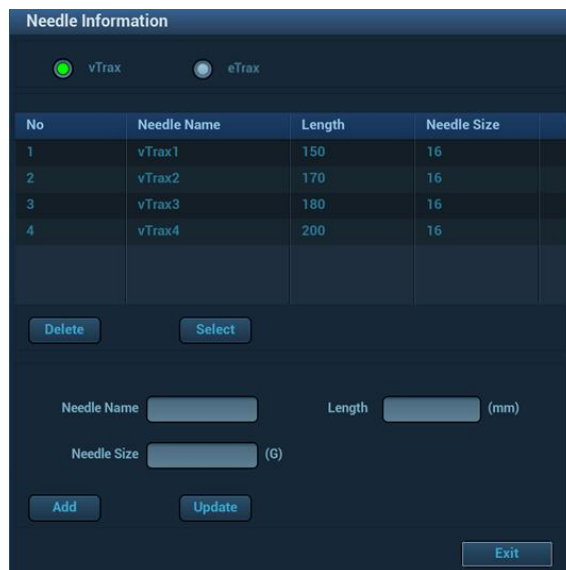 Needle Information
vTrax eTrax
No Needle Name Length Needle Size
1 vTrax1 150 16
2 vTrax2 170 16
3 vTrax3 180 16
4 vTrax4 200 16
Delete Select
Needle Name Length (mm)
Needle Size (G)
Add Update
Exit